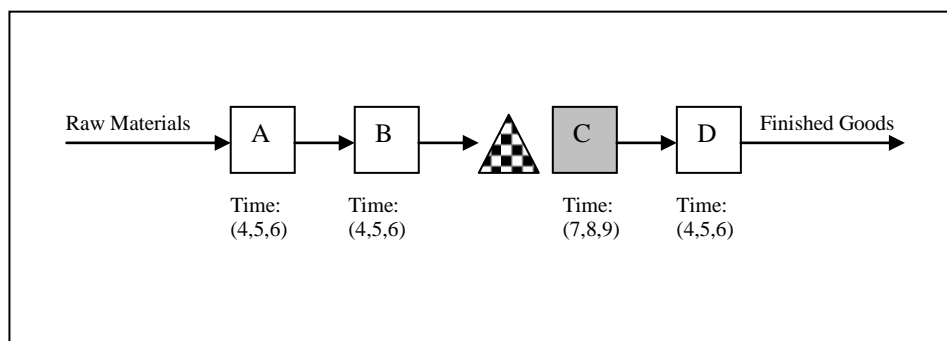 Raw Materials
A
B
C
D
Finished Goods
Time:
(4,5,6)
Time:
(4,5,6)
Time:
(7,8,9)
Time:
(4,5,6)